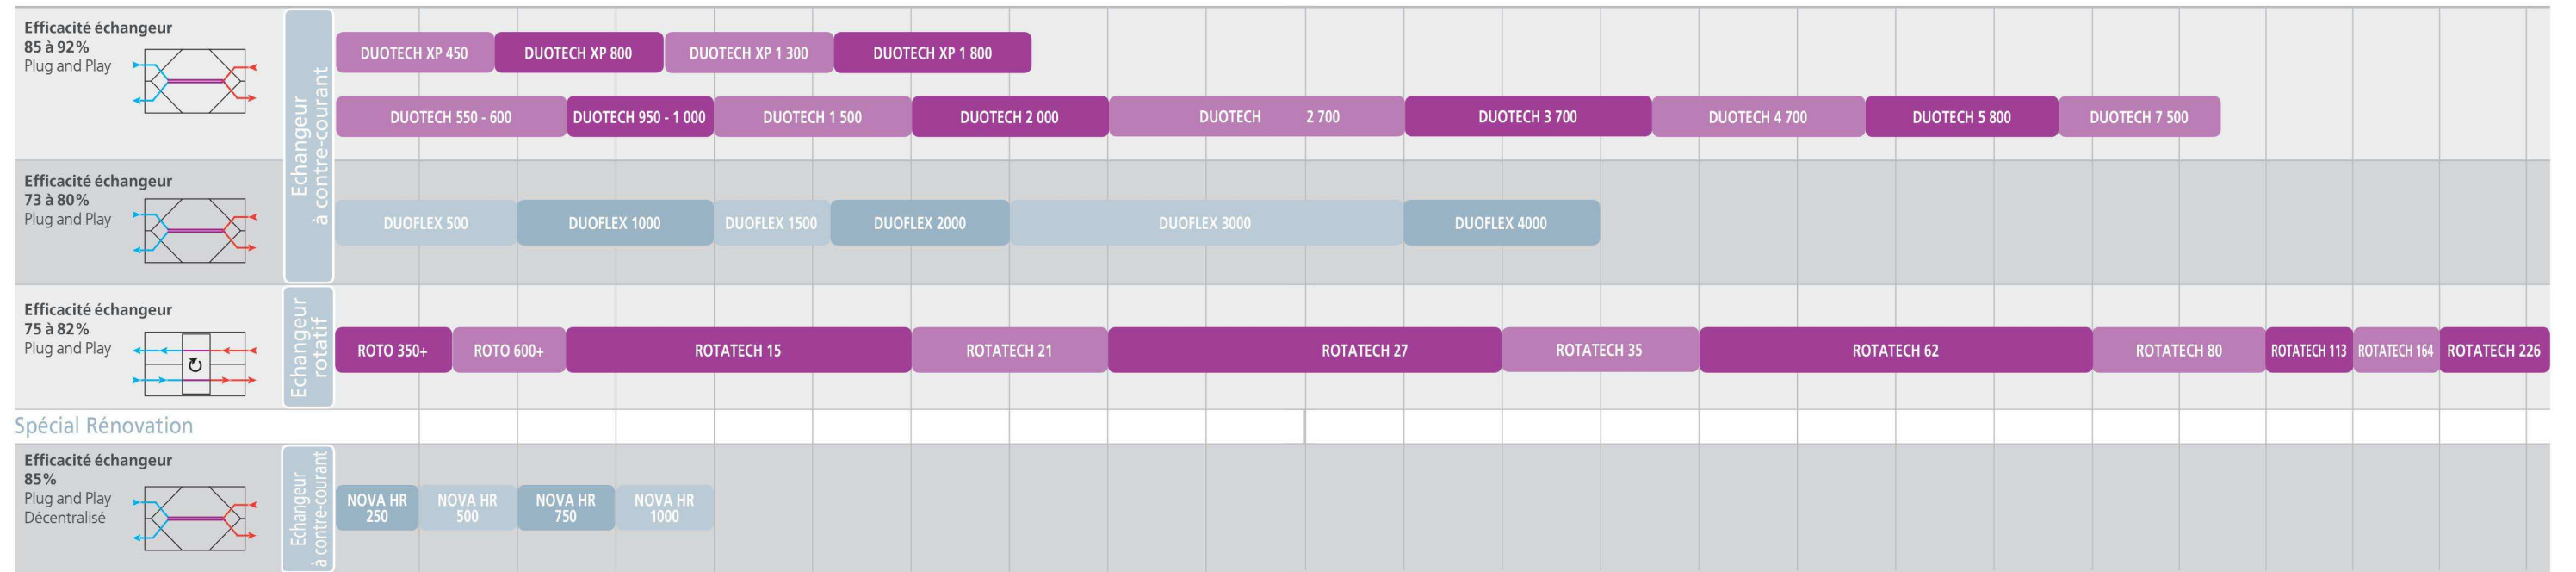 Efficacité échangeur
85 à 92%
Plug and Play
Echangeur
à contre-courant
DUOTECH XP 450
DUOTECH XP 800
DUOTECH XP 1 300
DUOTECH XP 1 800
DUOTECH 550 - 600
DUOTECH 950 - 1 000
DUOTECH 1 500
DUOTECH 2 000
DUOTECH 2 700
DUOTECH 3 700
DUOTECH 4 700
DUOTECH 5 800
DUOTECH 7 500
Efficacité échangeur
73 à 80%
Plug and Play
DUOFLEX 500
DUOFLEX 1000
DUOFLEX 1500
DUOFLEX 2000
DUOFLEX 3000
DUOFLEX 4000
Efficacité échangeur
75 à 82%
Plug and Play
Echangeur
rotatif
ROTO 350+
ROTO 600+
ROTATECH 15
ROTATECH 21
ROTATECH 27
ROTATECH 35
ROTATECH 62
ROTATECH 80
ROTATECH 113
ROTATECH 164
ROTATECH 226
Spécial Rénovation
Efficacité échangeur
85%
Plug and Play
Décentralisé
Echangeur
à contre-courant
NOVA HR
250
NOVA HR
500
NOVA HR
750
NOVA HR
1000